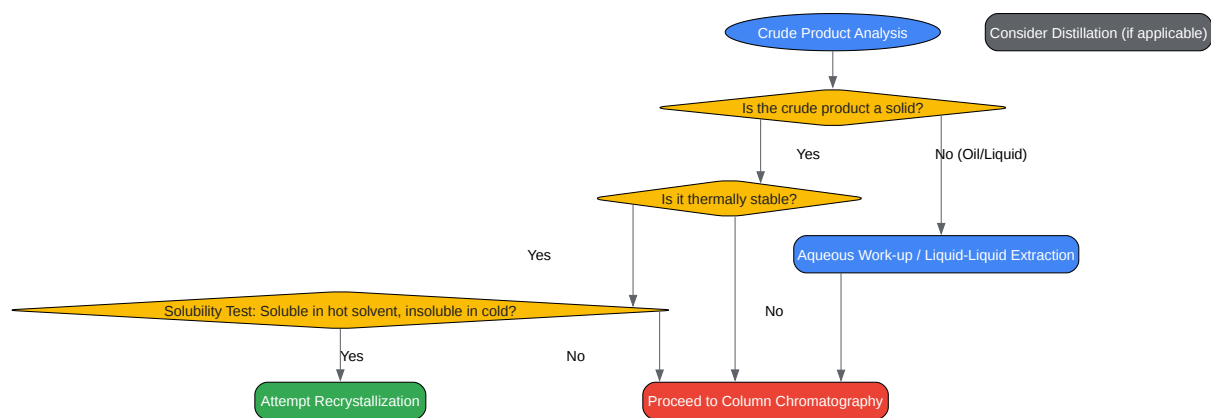 Crude Product Analysis
Consider Distillation (if applicable)
Is the crude product a solid?
Yes
No (Oil/Liquid)
Is it thermally stable?
Yes
Aqueous Work-up / Liquid-Liquid Extraction
Solubility Test: Soluble in hot solvent, insoluble in cold?
No
Yes
No
Attempt Recrystallization
Proceed to Column Chromatography